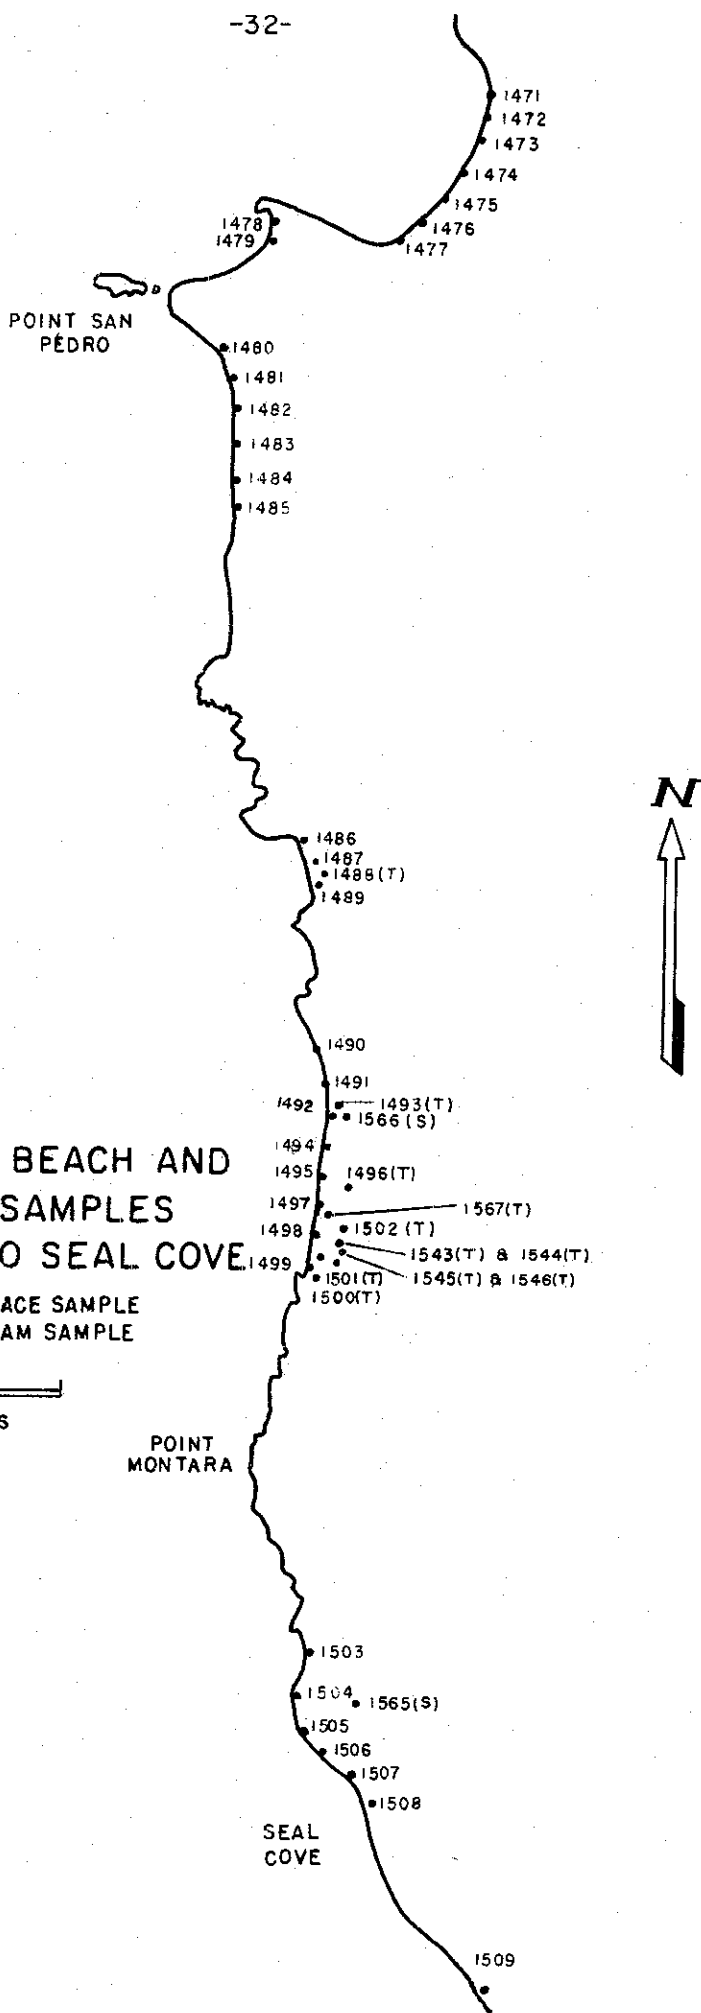 -32-
1471
1472
1473
1474
1475
1476
1477
1478
1479
POINT SAN
PEDRO
1480
1481
1482
1483
1484
1485
N
1486
1487
1488(T)
1489
1490
1491
1492
1493(T)
1566(S)
1494
1495
1496(T)
1497
1567(T)
1498
1502(T)
1543(T) & 1544(T)
1499
1545(T) & 1546(T)
1501(T)
1500(T)
BEACH AND
SAMPLES
O SEAL COVE
ACE SAMPLE
AM SAMPLE
S
POINT
MONTARA
1503
1504
1565(S)
1505
1506
1507
1508
SEAL
COVE
1509